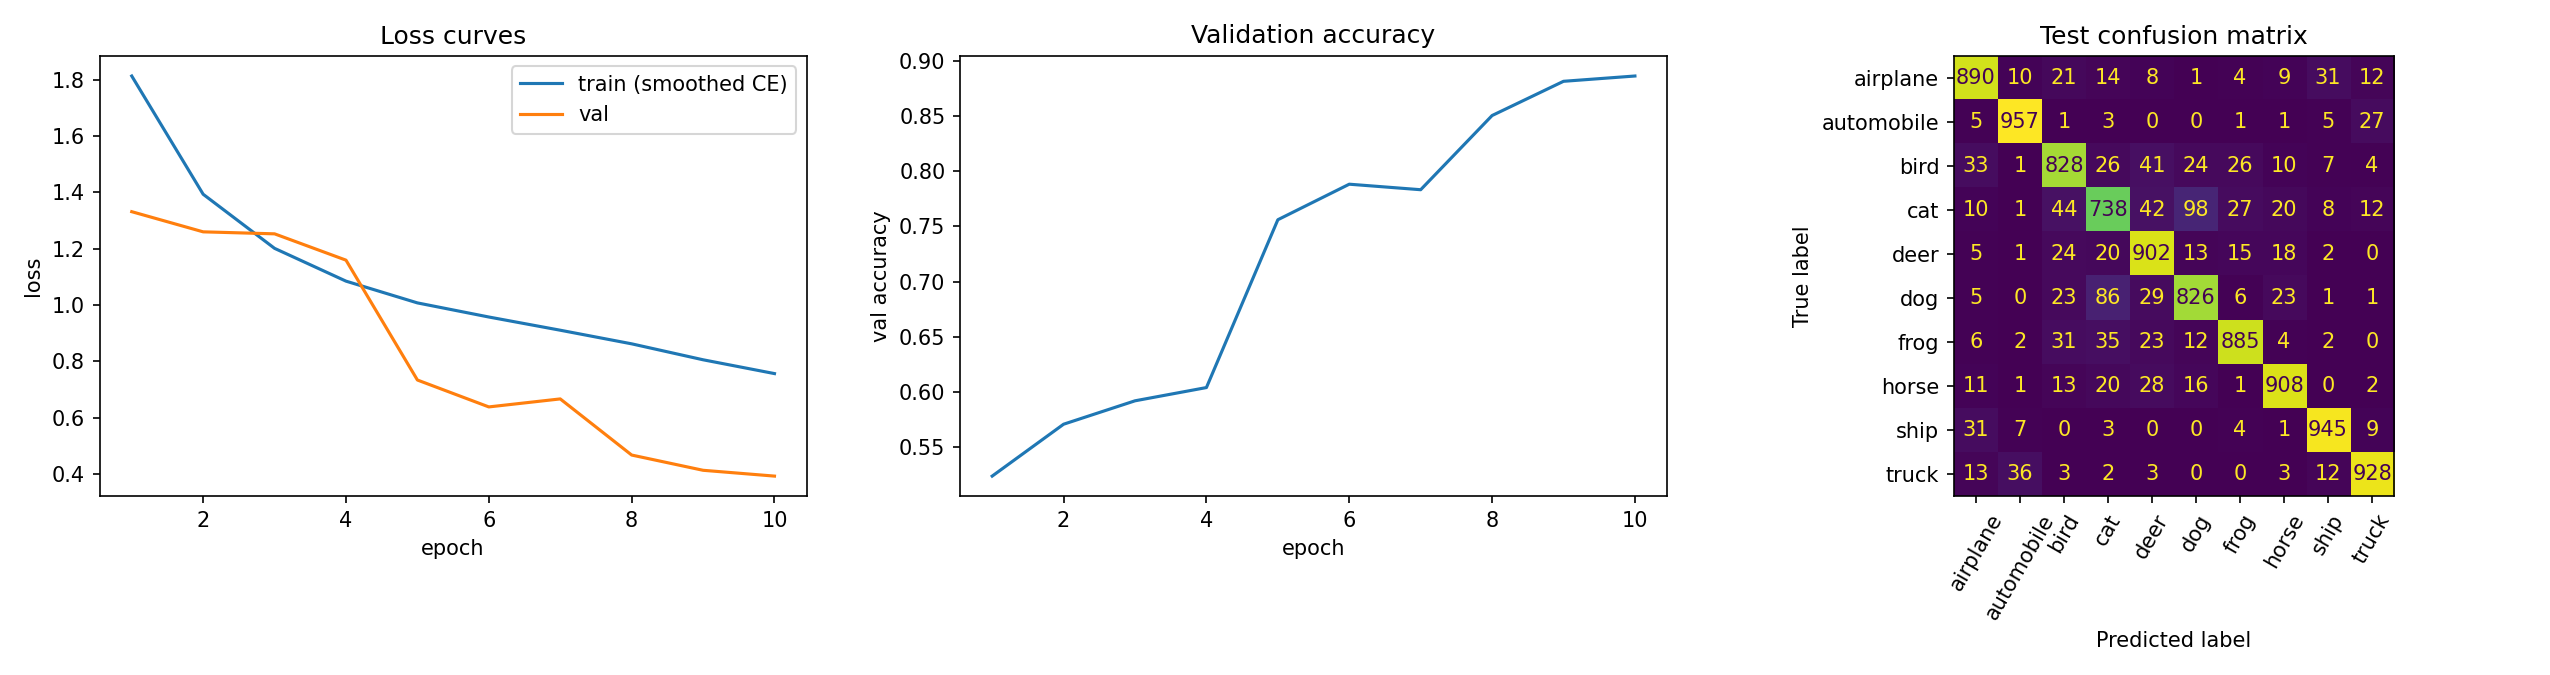 Loss curves
1.8
1.6
1.4
1.2
1.0
0.8
0.6
0.4
loss
train (smoothed CE)
val
2 4 6 8 10
epoch
Validation accuracy
0.90
0.85
0.80
0.75
0.70
0.65
0.60
0.55
val accuracy
2 4 6 8 10
epoch
Test confusion matrix
True label
airplane 890 10 21 14 8 1 4 9 31 12
automobile 5 957 1 3 0 0 1 1 5 27
bird 33 1 828 26 41 24 26 10 7 4
cat 10 1 44 738 42 98 27 20 8 12
deer 5 1 24 20 902 13 15 18 2 0
dog 5 0 23 86 29 826 6 23 1 1
frog 6 2 31 35 23 12 885 4 2 0
horse 11 1 13 20 28 16 1 908 0 2
ship 31 7 0 3 0 0 4 1 945 9
truck 13 36 3 2 3 0 0 3 12 928
airplane automobile bird cat deer dog frog horse ship truck
Predicted label